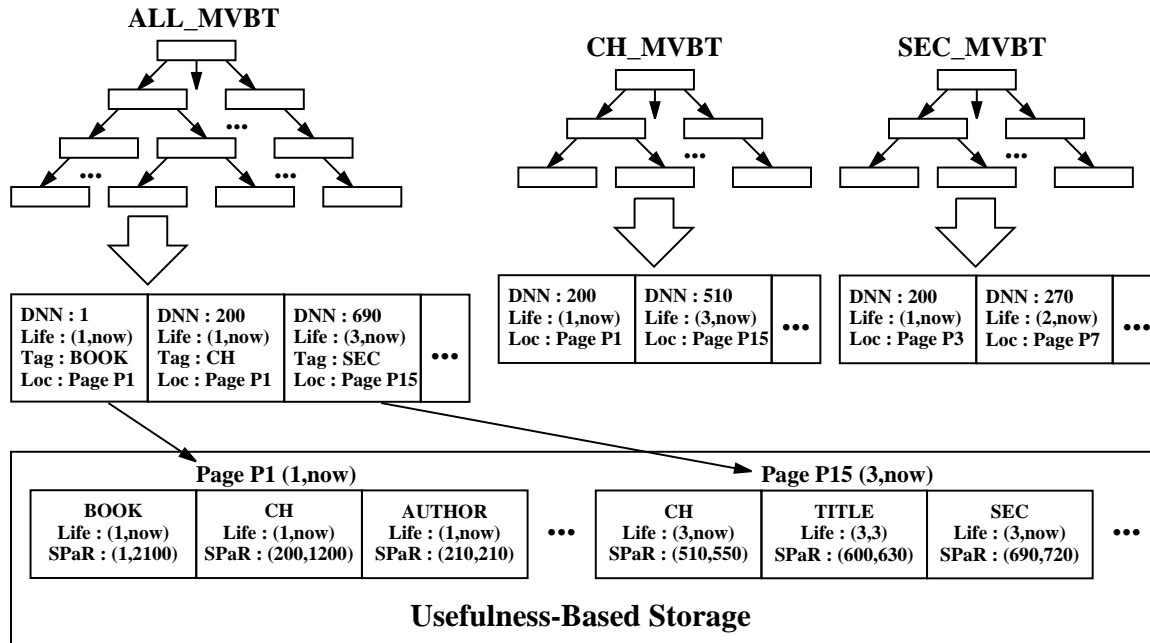 ALL_MVBT
CH_MVBT
SEC_MVBT
...
...
...
...
...
DNN : 1
Life : (1,now)
Tag : BOOK
Loc : Page P1
DNN : 200
Life : (1,now)
Tag : CH
Loc : Page P1
DNN : 690
Life : (3,now)
Tag : SEC
Loc : Page P15
...
DNN : 200
Life : (1,now)
Loc : Page P1
DNN : 510
Life : (3,now)
Loc : Page P15
...
DNN : 200
Life : (1,now)
Loc : Page P3
DNN : 270
Life : (2,now)
Loc : Page P7
...
Page P1 (1,now)
BOOK
Life : (1,now)
SPaR : (1,2100)
CH
Life : (1,now)
SPaR : (200,1200)
AUTHOR
Life : (1,now)
SPaR : (210,210)
...
Page P15 (3,now)
CH
Life : (3,now)
SPaR : (510,550)
TITLE
Life : (3,3)
SPaR : (600,630)
SEC
Life : (3,now)
SPaR : (690,720)
...
Usefulness-Based Storage